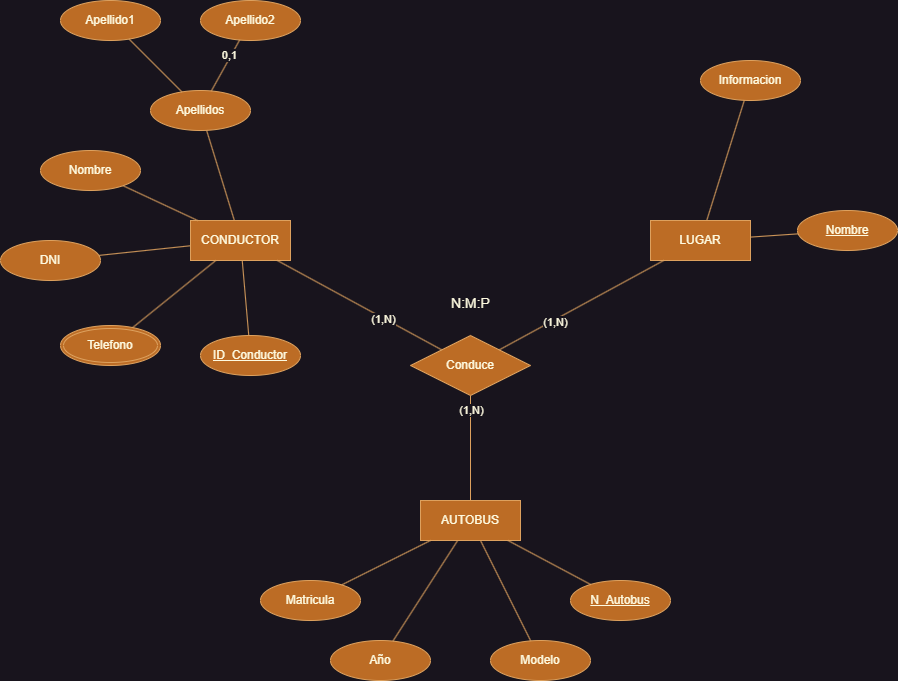 Apellido1
Apellido2
0,1
Apellidos
Informacion
Nombre
CONDUCTOR
LUGAR
Nombre
DNI
N:M:P
(1,N)
(1,N)
Telefono
ID_Conductor
Conduce
(1,N)
AUTOBUS
Matricula
N_Autobus
Año
Modelo